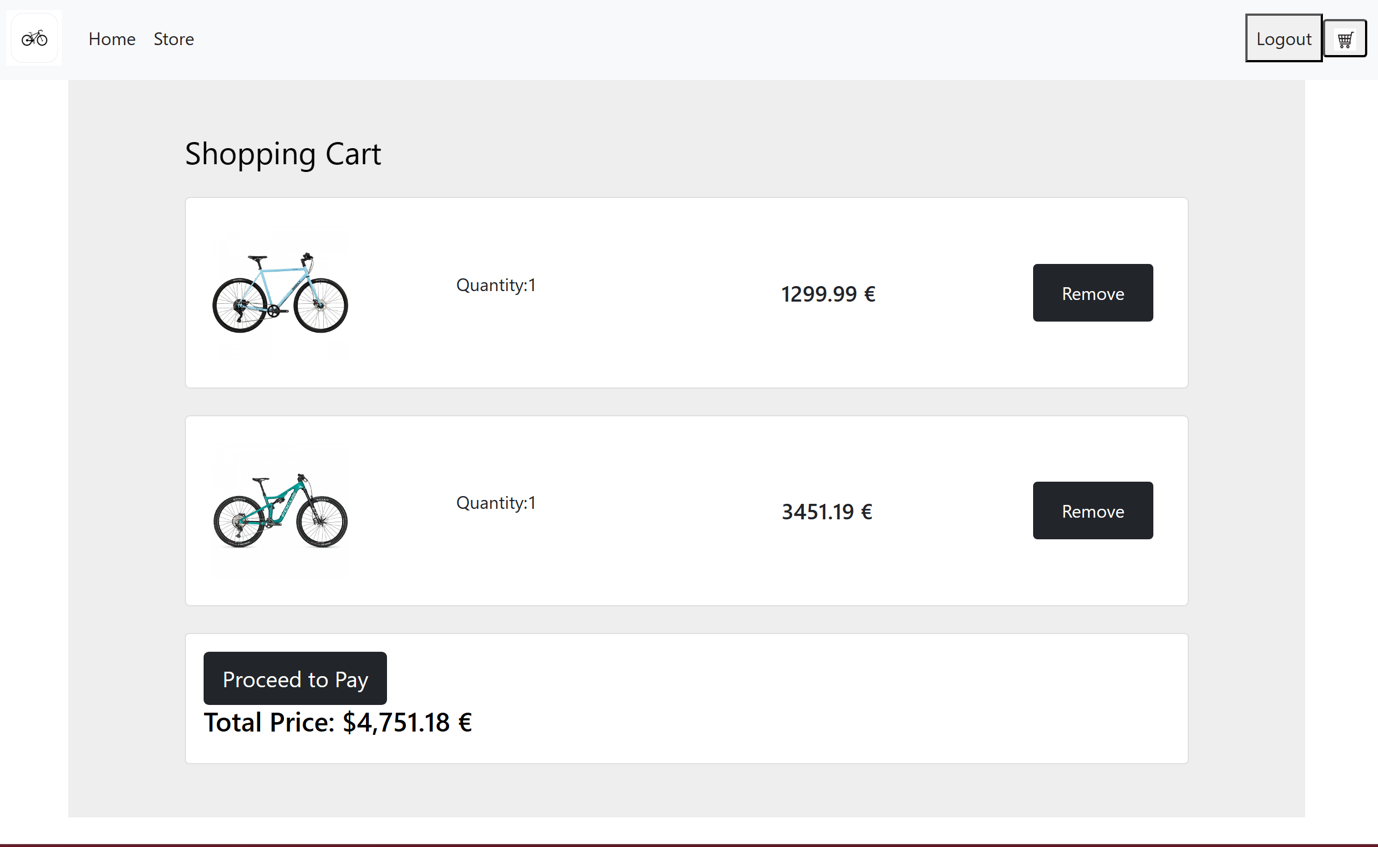 Home Store Logout
Shopping Cart
Quantity:1 1299.99 € Remove
Quantity:1 3451.19 € Remove
Proceed to Pay
Total Price: $4,751.18 €